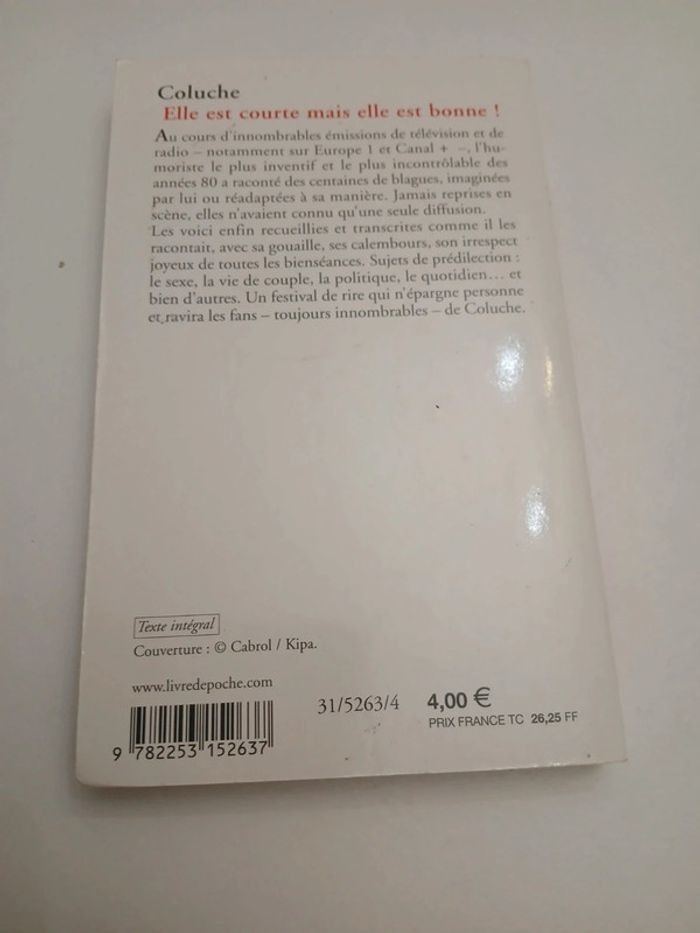 Coluche
Elle est courte mais elle est bonne !
Au cours d'innombrables émissions de télévision et de
radio – notamment sur Europe 1 et Canal + –, l'hu-
moriste le plus inventif et le plus incontrôlable des
années 80 a raconté des centaines de blagues, imaginées
par lui ou réadaptées à sa manière. Jamais reprises en
scène, elles n'avaient connu qu'une seule diffusion.
Les voici enfin recueillies et transcrites comme il les
racontait, avec sa gouaille, ses calembours, son irrespect
joyeux de toutes les bienséances. Sujets de prédilection :
le sexe, la vie de couple, la politique, le quotidien... et
bien d'autres. Un festival de rire qui n'épargne personne
et ravira les fans – toujours innombrables – de Coluche.
Texte intégral
Couverture : © Cabrol / Kipa.
www.livredepoche.com
31/5263/4
4,00 €
PRIX FRANCE TC 26,25 FF
9 782253 152637